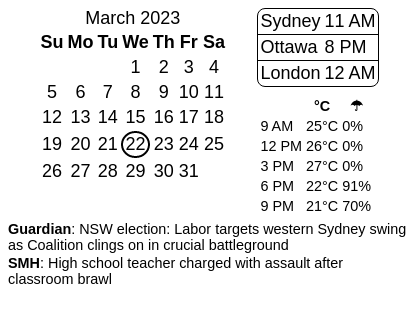 March 2023
Su Mo Tu We Th Fr Sa
1 2 3 4
5 6 7 8 9 10 11
12 13 14 15 16 17 18
19 20 21 22 23 24 25
26 27 28 29 30 31
Sydney 11 AM
Ottawa 8 PM
London 12 AM
°C ☂
9 AM 25°C 0%
12 PM 26°C 0%
3 PM 27°C 0%
6 PM 22°C 91%
9 PM 21°C 70%
Guardian: NSW election: Labor targets western Sydney swing
as Coalition clings on in crucial battleground
SMH: High school teacher charged with assault after
classroom brawl